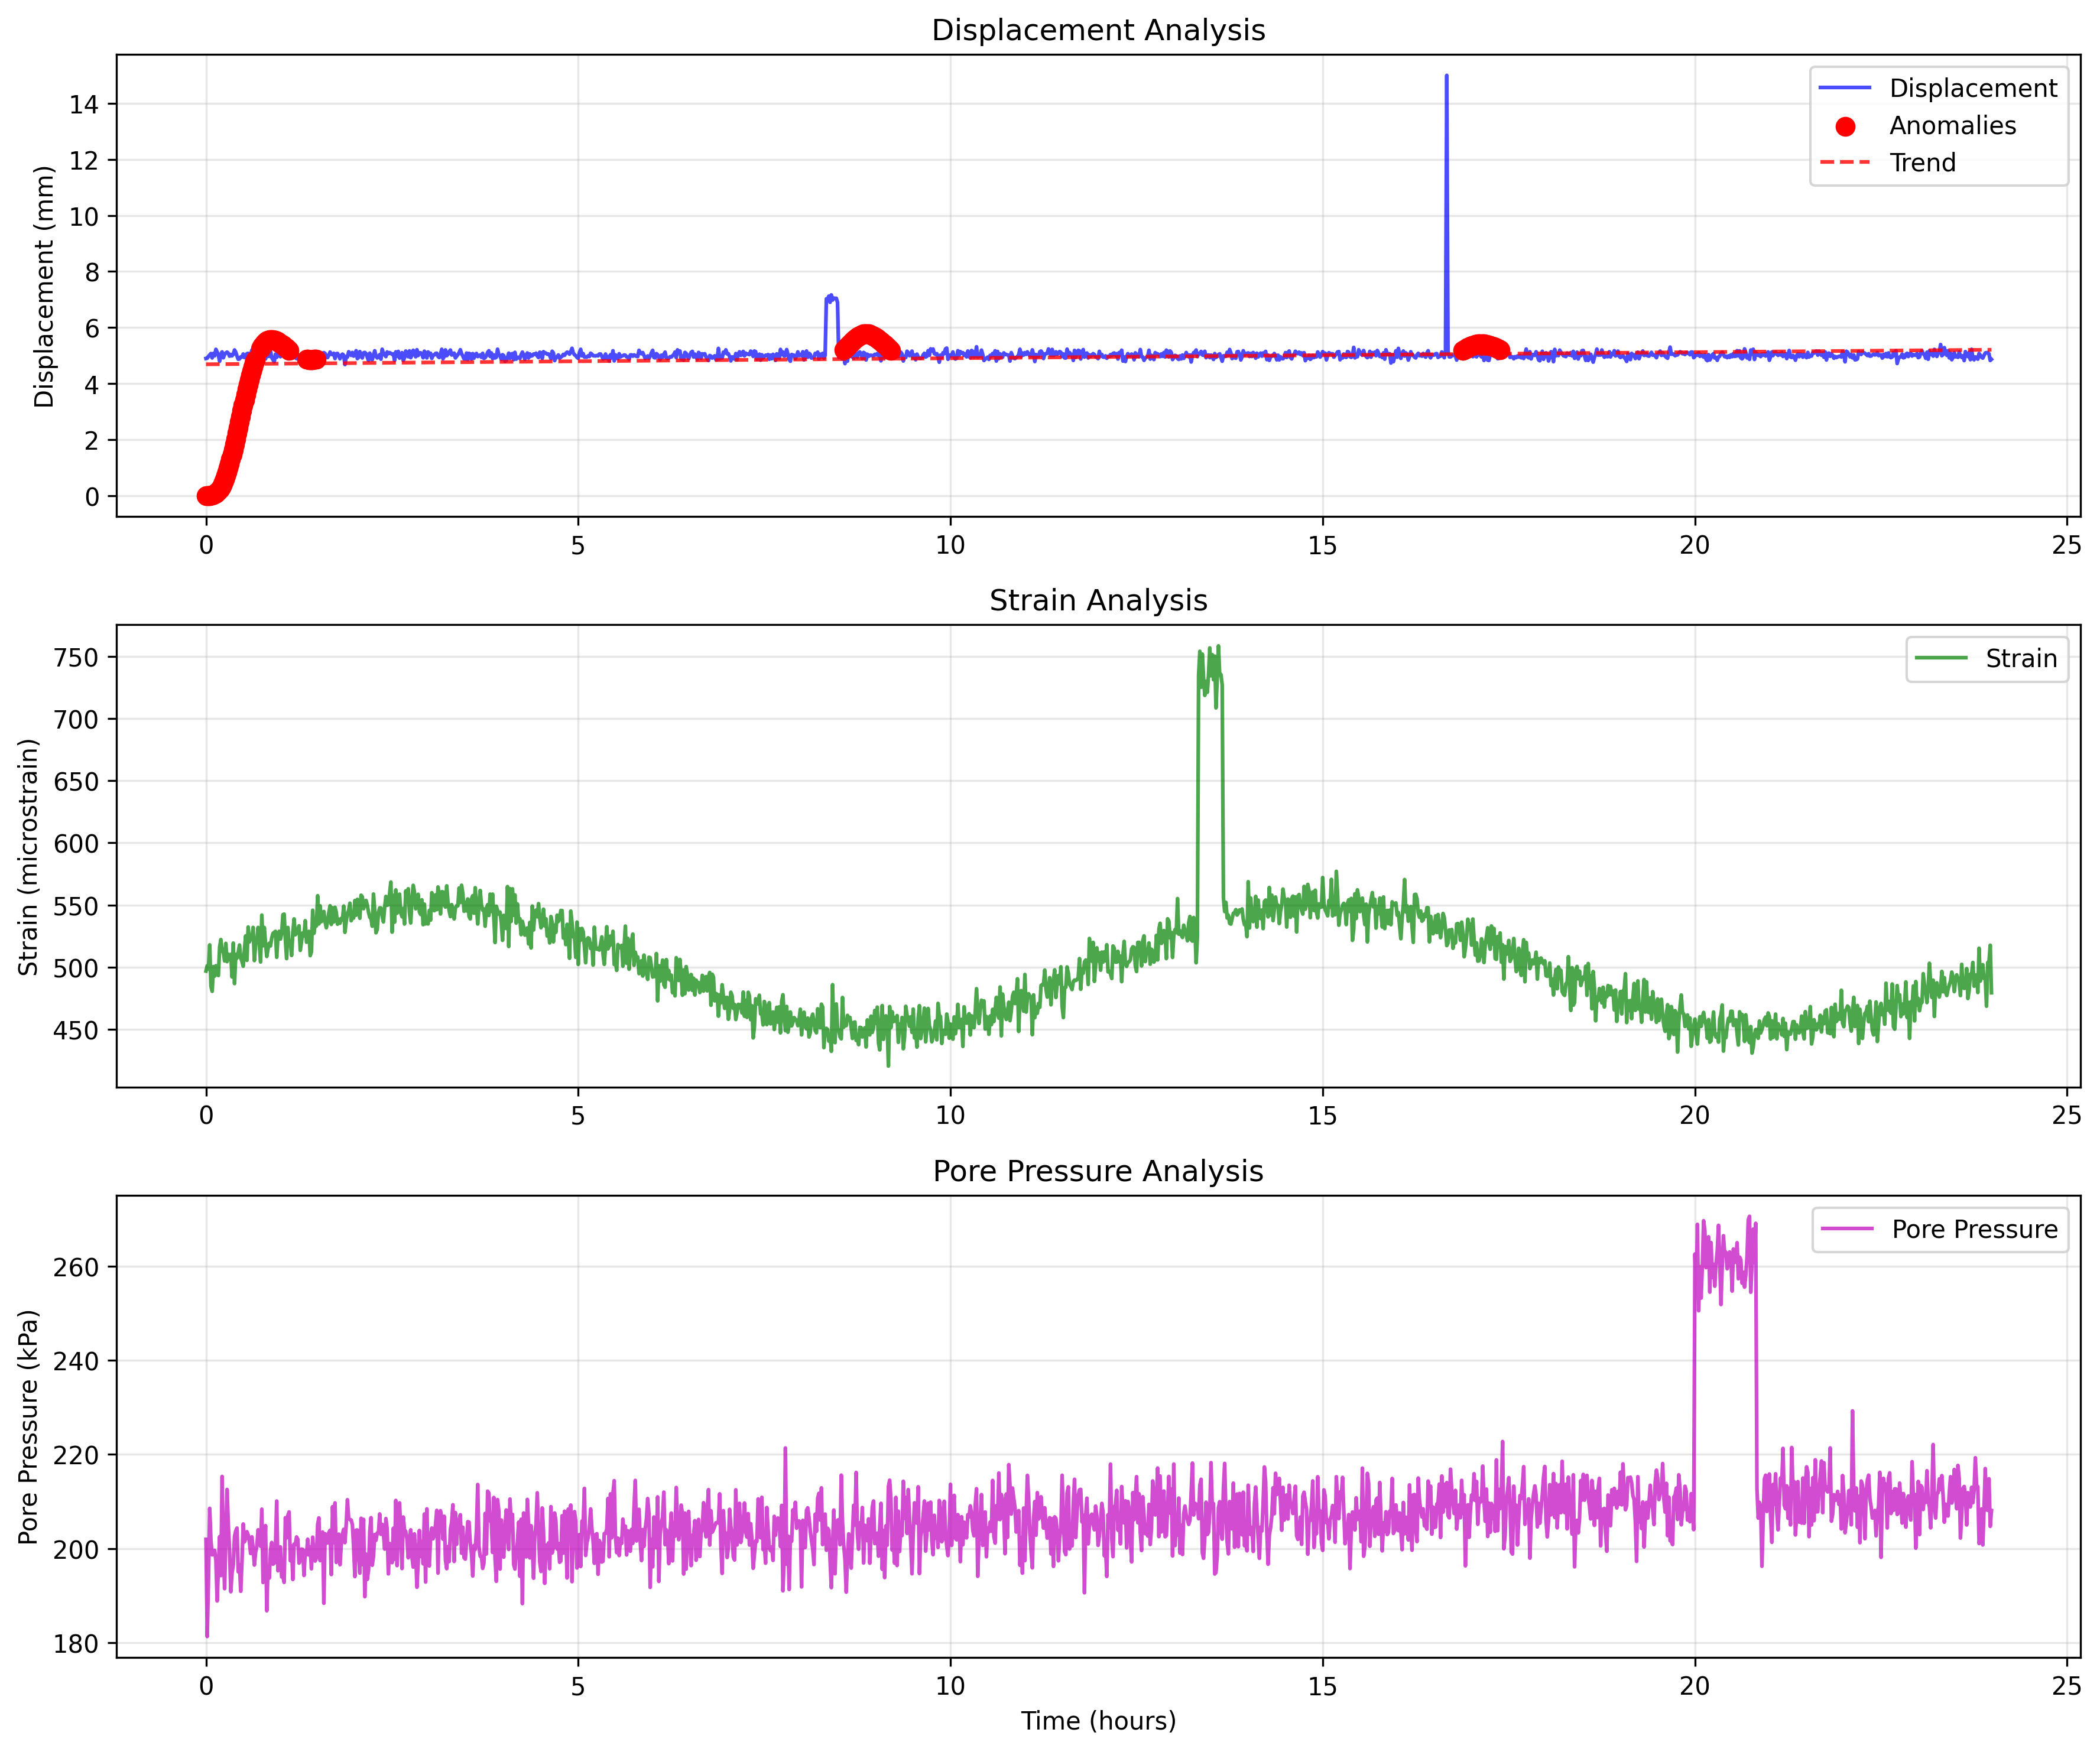 Displacement Analysis
Displacement (mm)
14
12
10
8
6
4
2
0
Displacement
Anomalies
Trend
0 5 10 15 20 25
Strain Analysis
Strain (microstrain)
750
700
650
600
550
500
450
Strain
0 5 10 15 20 25
Pore Pressure Analysis
Pore Pressure (kPa)
260
240
220
200
180
Pore Pressure
0 5 10 15 20 25
Time (hours)